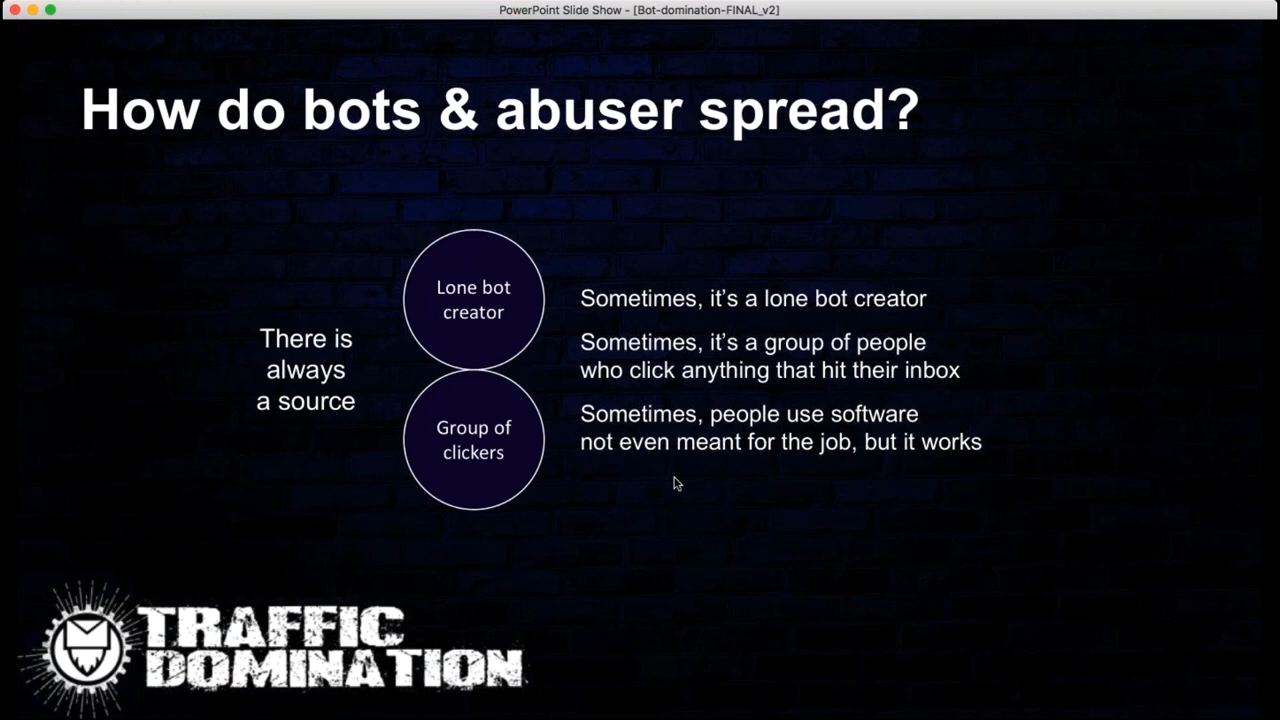 PowerPoint Slide Show - [Bot-domination-FINAL_v2]
How do bots & abuser spread?
There is
always
a source
Lone bot
creator
Group of
clickers
Sometimes, it's a lone bot creator
Sometimes, it's a group of people
who click anything that hit their inbox
Sometimes, people use software
not even meant for the job, but it works
TRAFFIC
DOMINATION